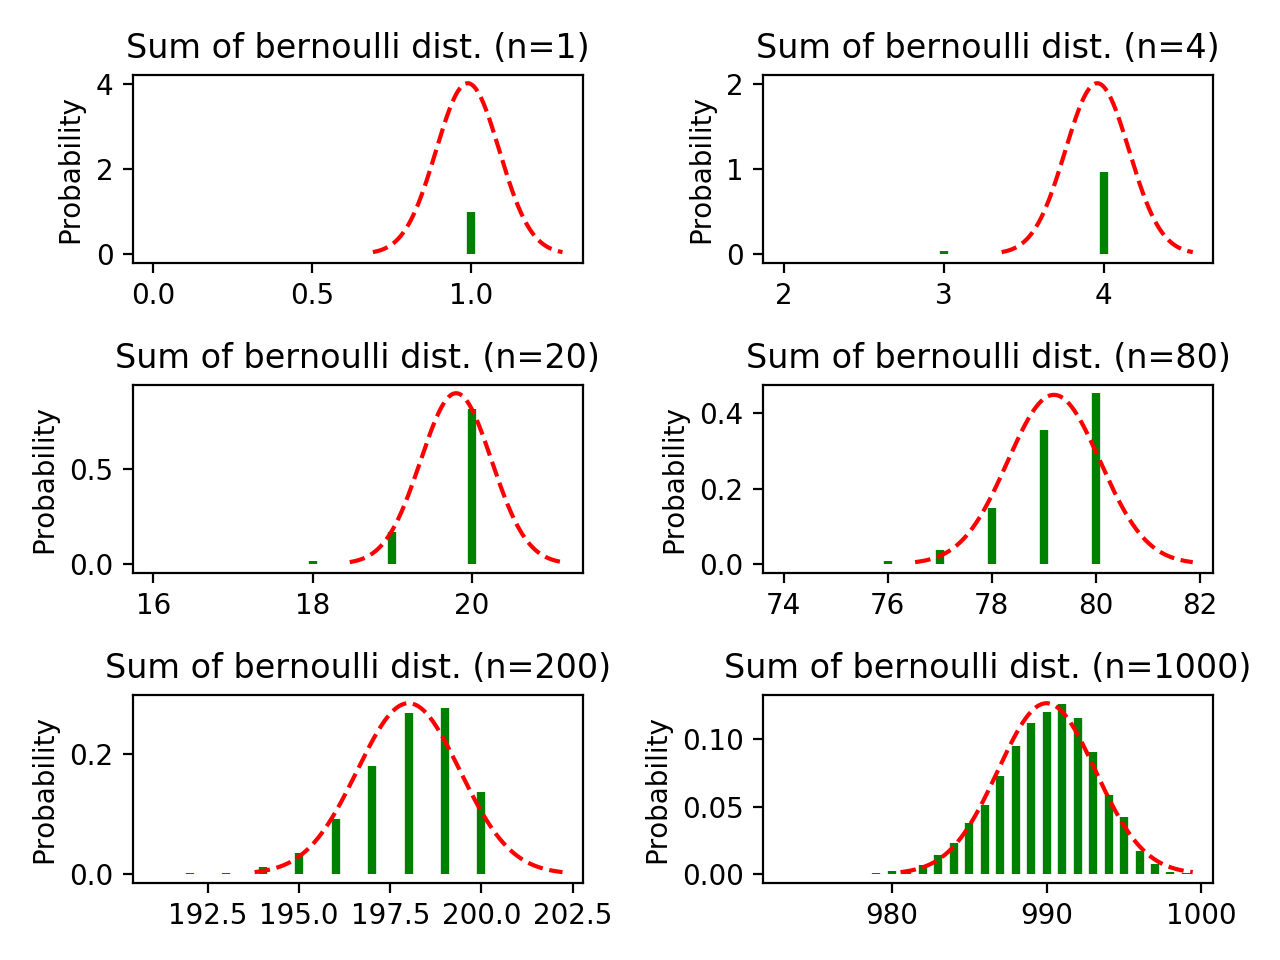 Sum of bernoulli dist. (n=1)
Probability
4
2
0
0.0 0.5 1.0
Sum of bernoulli dist. (n=4)
Probability
2
1
0
2 3 4
Sum of bernoulli dist. (n=20)
Probability
0.5
0.0
16 18 20
Sum of bernoulli dist. (n=80)
Probability
0.4
0.2
0.0
74 76 78 80 82
Sum of bernoulli dist. (n=200)
Probability
0.2
0.0
192.5 195.0 197.5 200.0 202.5
Sum of bernoulli dist. (n=1000)
Probability
0.10
0.05
0.00
980 990 1000